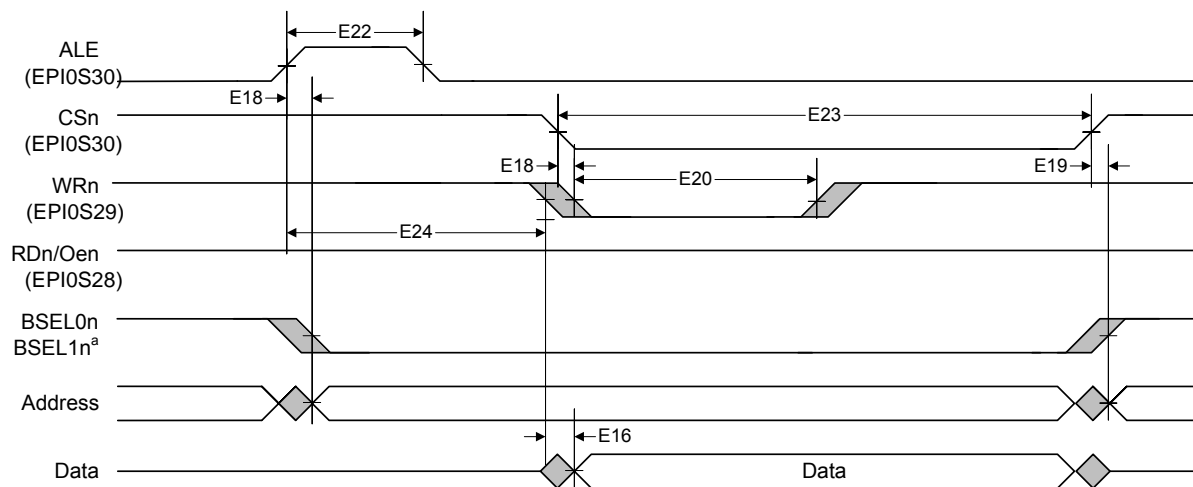 E22
ALE
(EPI0S30)
E18
CSn
(EPI0S30)
E23
E18
E20
E19
WRn
(EPI0S29)
E24
RDn/Oen
(EPI0S28)
BSEL0n
BSEL1nᵃ
Address
E16
Data
Data